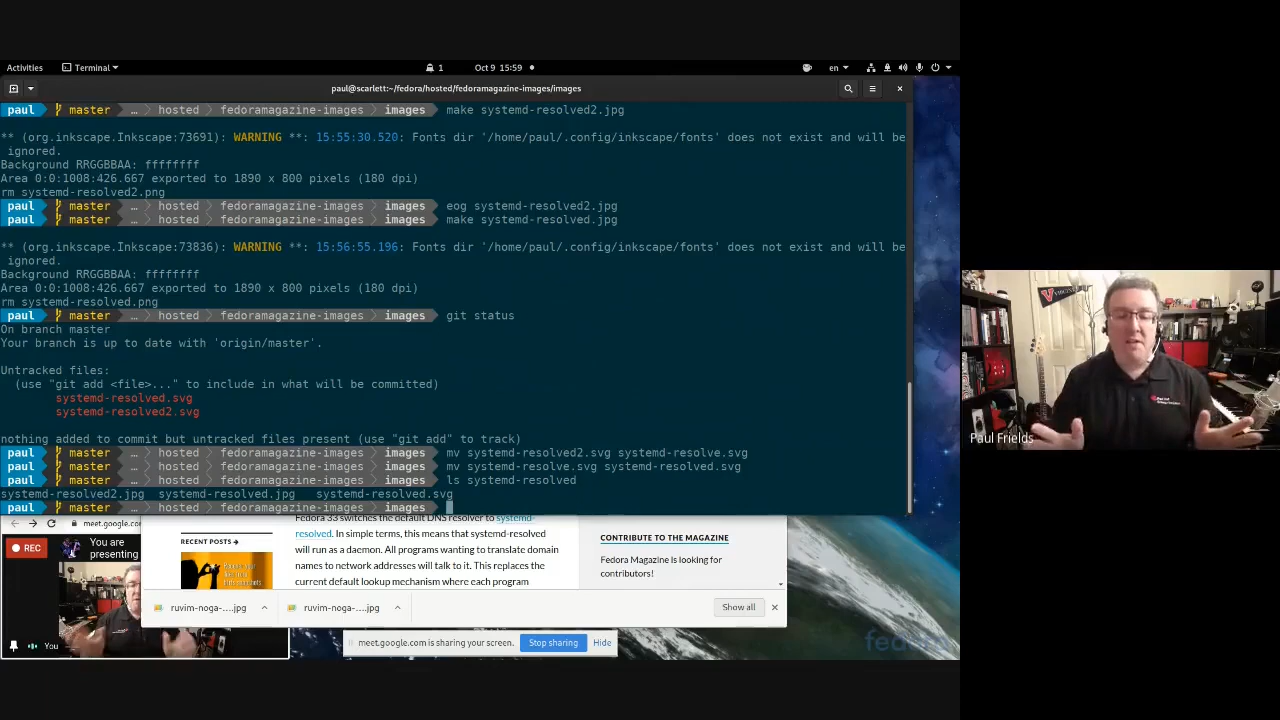 Activities
Terminal
1
Oct 9 15:59
en
paul@scarlett:~/fedora/hosted/fedoramagazine-images/images
paul master … hosted fedoramagazine-images images make systemd-resolved2.jpg
** (org.inkscape.Inkscape:73691): WARNING **: 15:55:30.520: Fonts dir '/home/paul/.config/inkscape/fonts' does not exist and will be
ignored.
Background RRGGBBAA: ffffffff
Area 0:0:1008:426.667 exported to 1890 x 800 pixels (180 dpi)
rm systemd-resolved2.png
paul master … hosted fedoramagazine-images images eog systemd-resolved2.jpg
paul master … hosted fedoramagazine-images images make systemd-resolved.jpg
** (org.inkscape.Inkscape:73836): WARNING **: 15:56:55.196: Fonts dir '/home/paul/.config/inkscape/fonts' does not exist and will be
ignored.
Background RRGGBBAA: ffffffff
Area 0:0:1008:426.667 exported to 1890 x 800 pixels (180 dpi)
rm systemd-resolved.png
paul master … hosted fedoramagazine-images images git status
On branch master
Your branch is up to date with 'origin/master'.
Untracked files:
(use "git add <file>..." to include in what will be committed)
systemd-resolved.svg
systemd-resolved2.svg
nothing added to commit but untracked files present (use "git add" to track)
paul master … hosted fedoramagazine-images images mv systemd-resolved2.svg systemd-resolve.svg
paul master … hosted fedoramagazine-images images mv systemd-resolve.svg systemd-resolved.svg
paul master … hosted fedoramagazine-images images ls systemd-resolved
systemd-resolved2.jpg systemd-resolved.jpg systemd-resolved.svg
paul master … hosted fedoramagazine-images images
meet.google.com
REC
You are
presenting
You
RECENT POSTS
Fedora 33 switches the default DNS resolver to systemd-
resolved. In simple terms, this means that systemd-resolved
will run as a daemon. All programs wanting to translate domain
names to network addresses will talk to it. This replaces the
current default lookup mechanism where each program
CONTRIBUTE TO THE MAGAZINE
Fedora Magazine is looking for
contributors!
ruvim-noga-....jpg
ruvim-noga-....jpg
Show all
meet.google.com is sharing your screen.
Stop sharing
Hide
Paul Frields